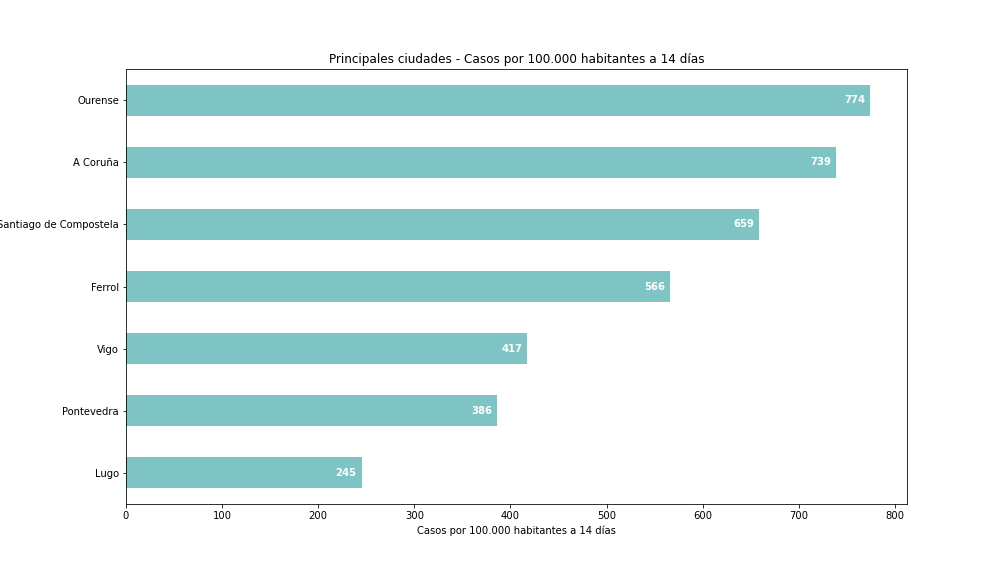 Principales ciudades - Casos por 100.000 habitantes a 14 días
Ourense
774
A Coruña
739
Santiago de Compostela
659
Ferrol
566
Vigo
417
Pontevedra
386
Lugo
245
0 100 200 300 400 500 600 700 800
Casos por 100.000 habitantes a 14 días